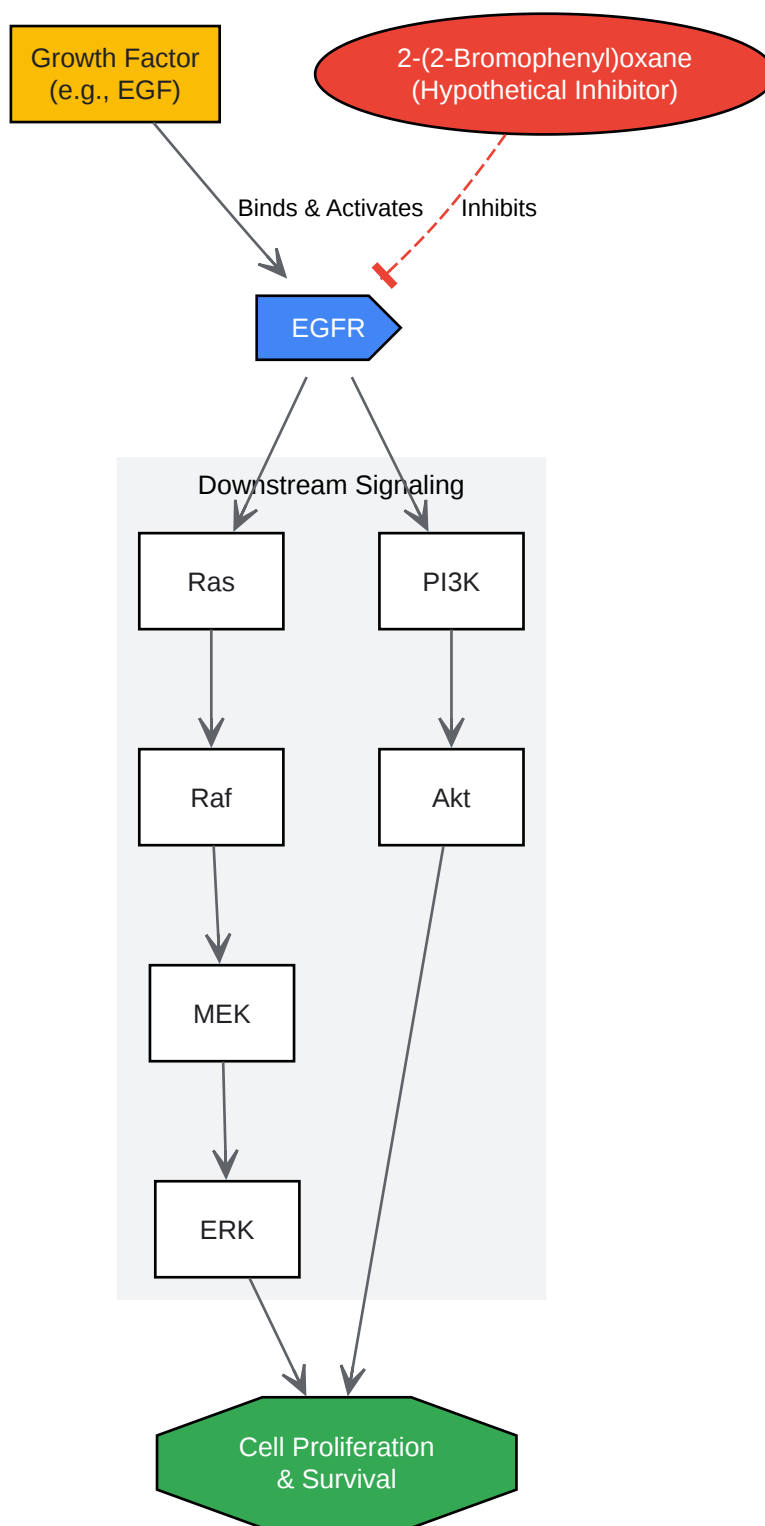 Growth Factor
(e.g., EGF)
2-(2-Bromophenyl)oxane
(Hypothetical Inhibitor)
Binds & Activates
Inhibits
EGFR
Downstream Signaling
Ras
PI3K
Raf
Akt
MEK
ERK
Cell Proliferation
& Survival